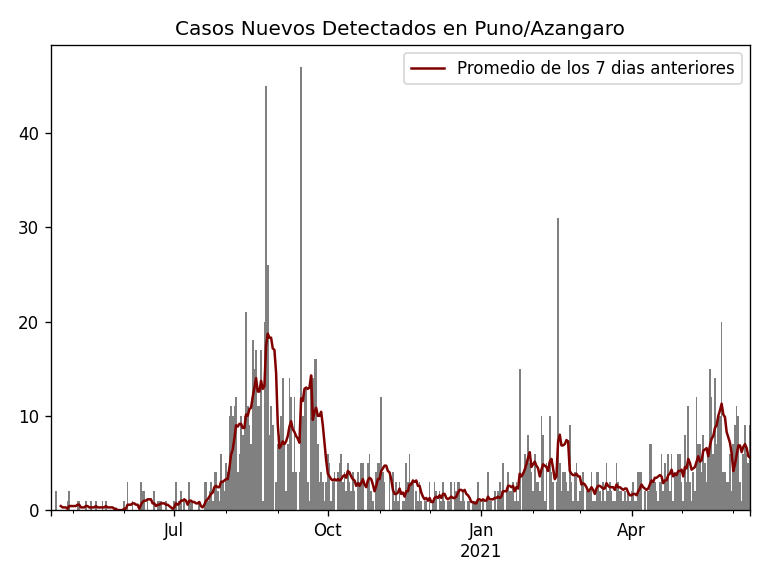 Casos Nuevos Detectados en Puno/Azangaro
Promedio de los 7 dias anteriores
40
30
20
10
0
Jul
Oct
Jan
2021
Apr